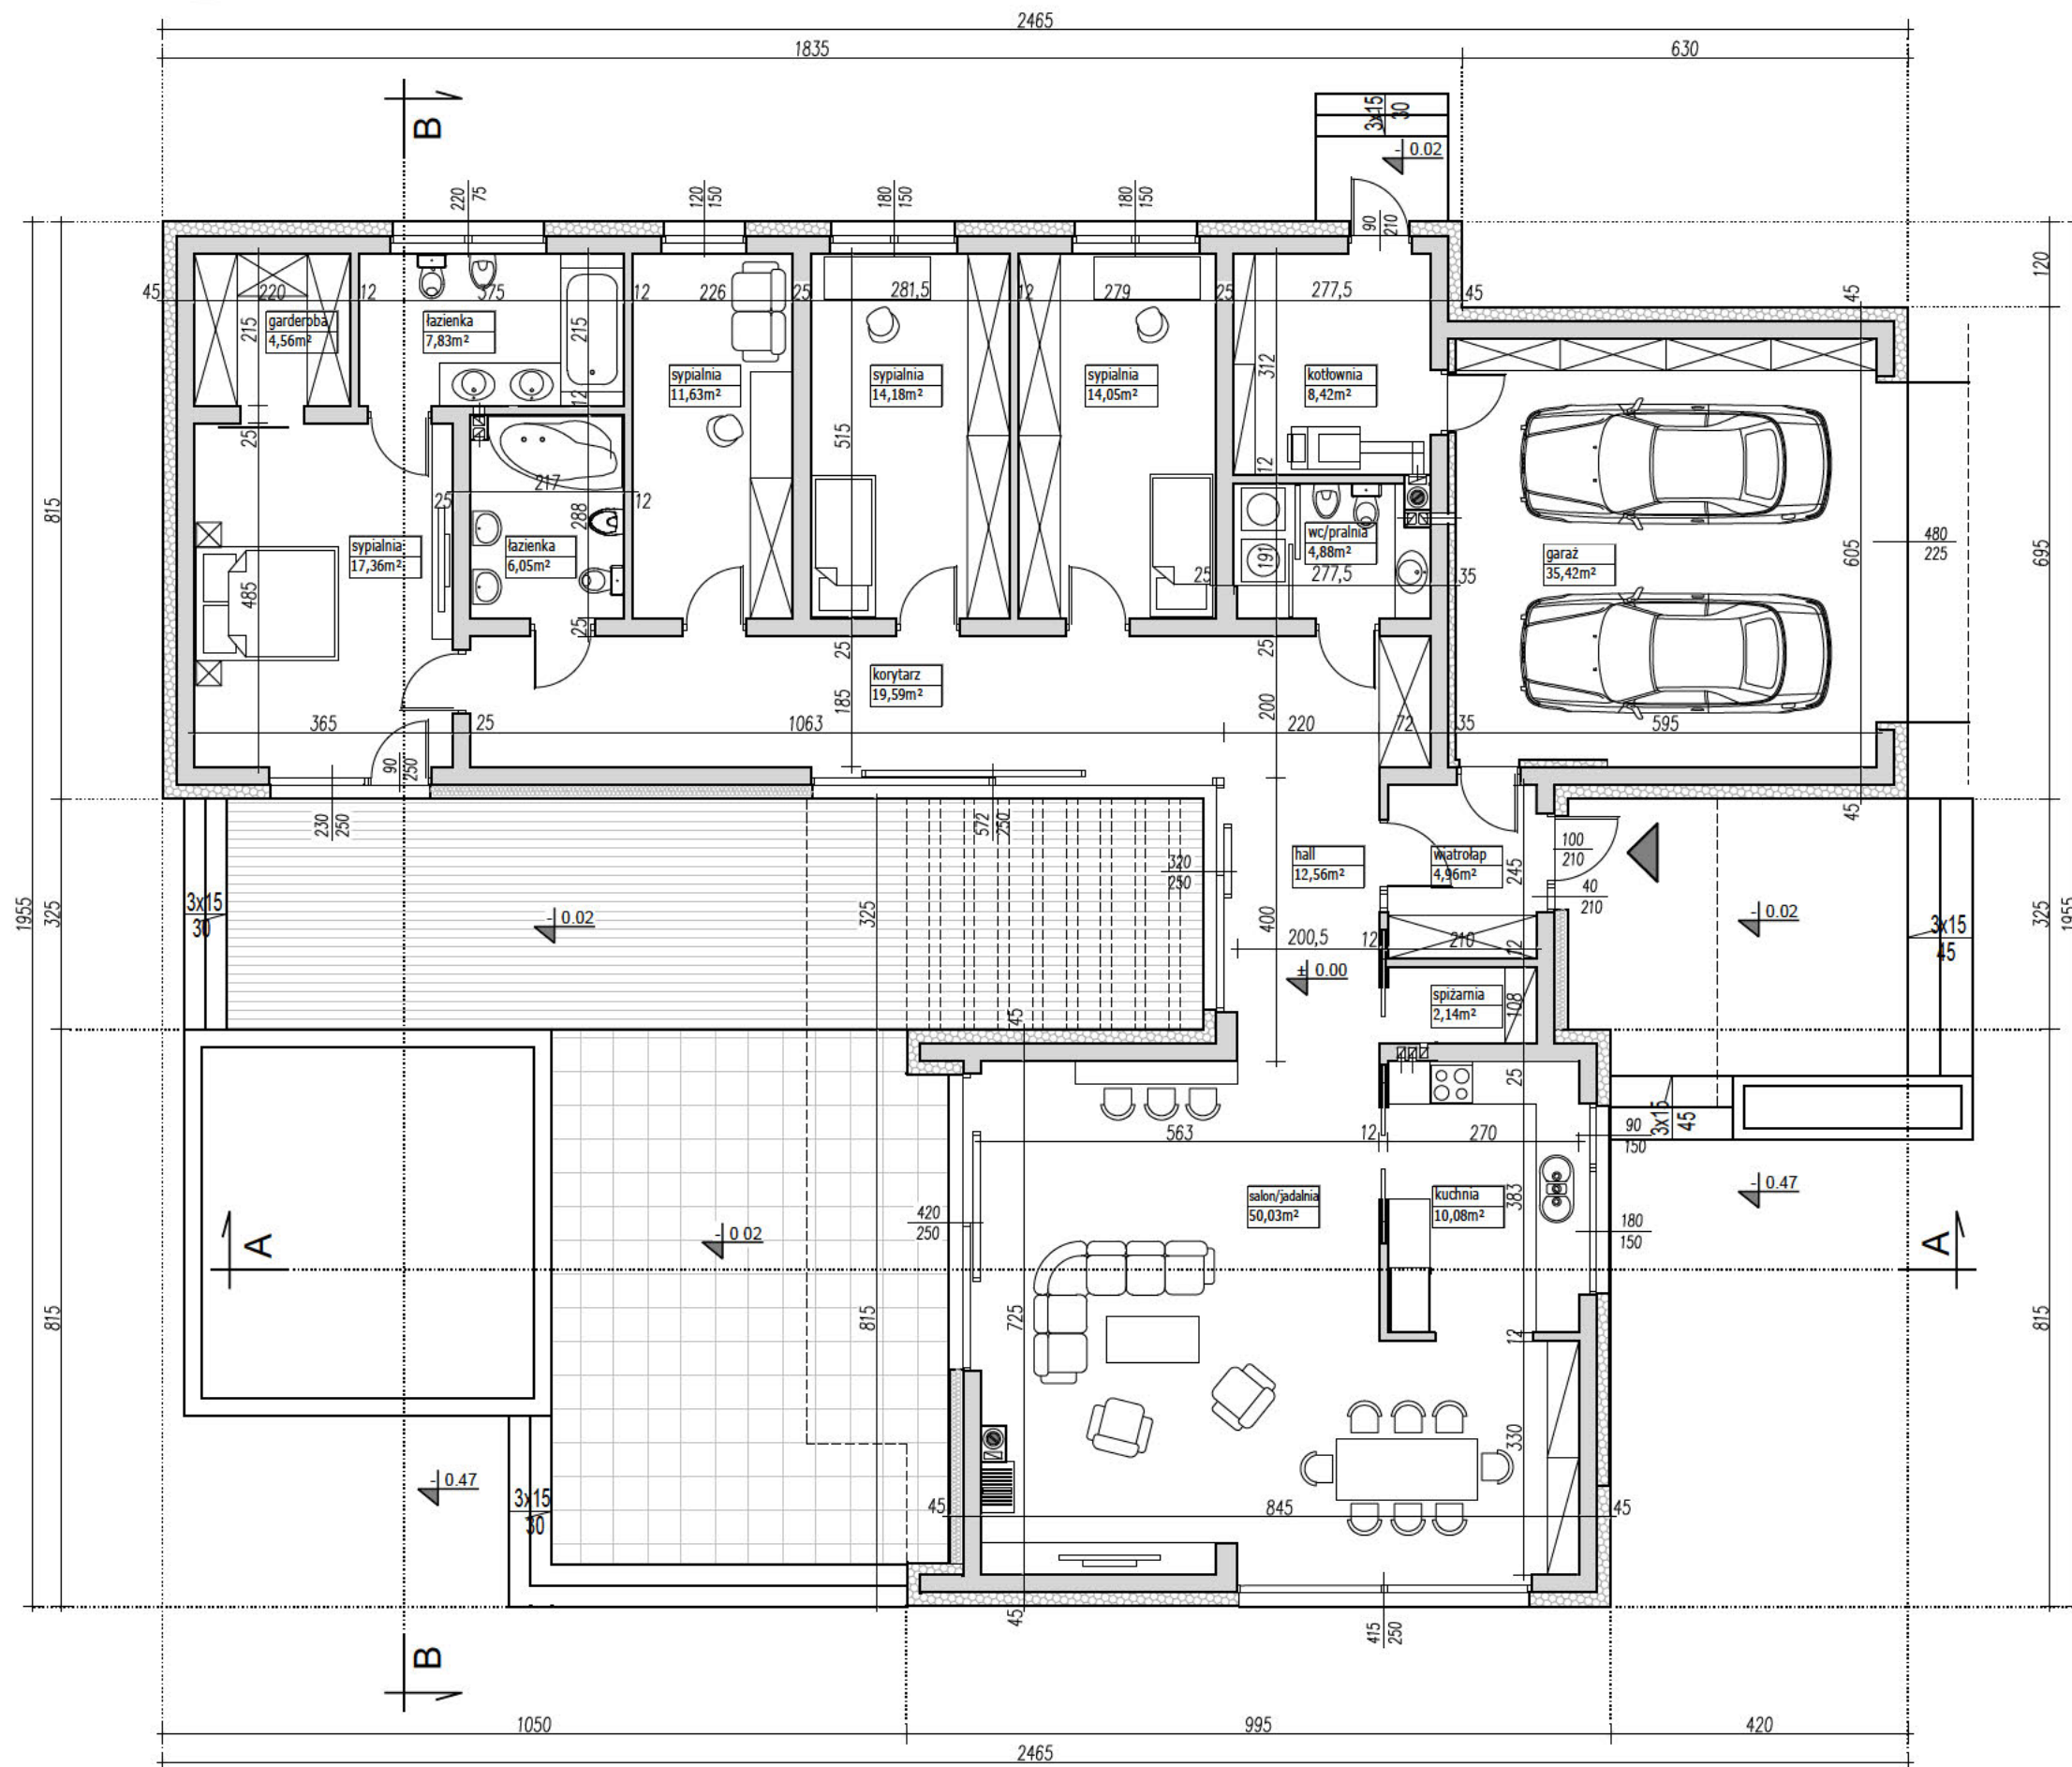 2465
1835
630
B
3x15
30
- 0.02
220
75
120
150
180
150
180
150
90
210
120
45
220
12
375
12
226
25
281,5
12
279
25
277,5
45
45
garderoba
4,56m²
215
łazienka
7,83m²
215
sypialnia
11,63m²
sypialnia
14,18m²
sypialnia
14,05m²
312
kotłownia
8,42m²
12
25
515
12
815
25
217
12
288
sypialnia
17,36m²
485
łazienka
6,05m²
wc/pralnia
4,88m²
191
277,5
25
35
garaż
35,42m²
605
480
225
695
25
25
25
korytarz
19,59m²
185
200
365
25
1063
220
72
35
595
90
250
230
250
572
250
45
320
250
hall
12,56m²
wiatrołap
4,96m²
245
100
210
40
210
3x15
30
- 0.02
325
400
200,5
12
210
12
± 0.00
- 0.02
3x15
45
1955
325
325
1955
spiżarnia
2,14m²
108
45
25
563
12
270
90
150
3x15
45
salon/jadalnia
50,03m²
kuchnia
10,08m²
383
- 0.47
420
250
- 0 02
180
150
A
A
815
815
725
12
815
330
- 0.47
3x15
30
45
845
45
45
415
250
B
1050
995
420
2465